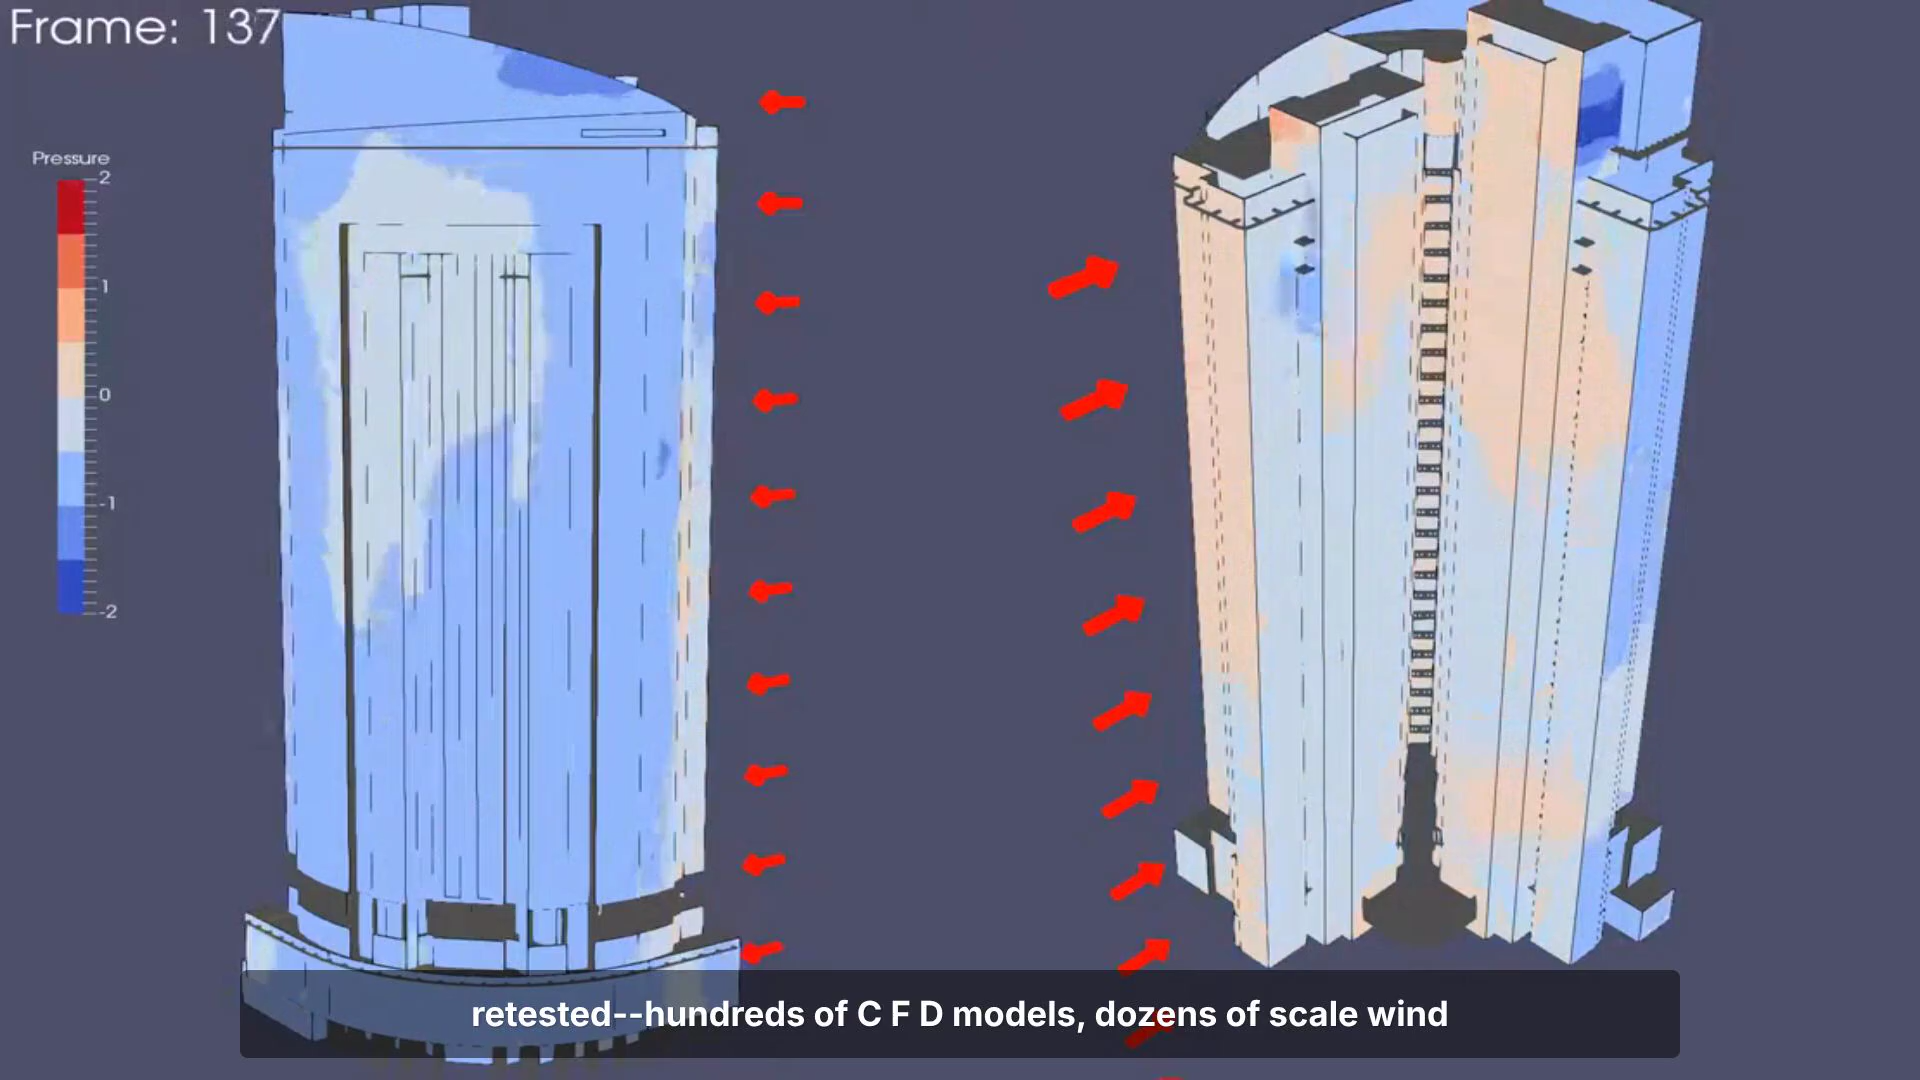 Frame: 137
Pressure
2
1
0
-1
-2
retested--hundreds of C F D models, dozens of scale wind